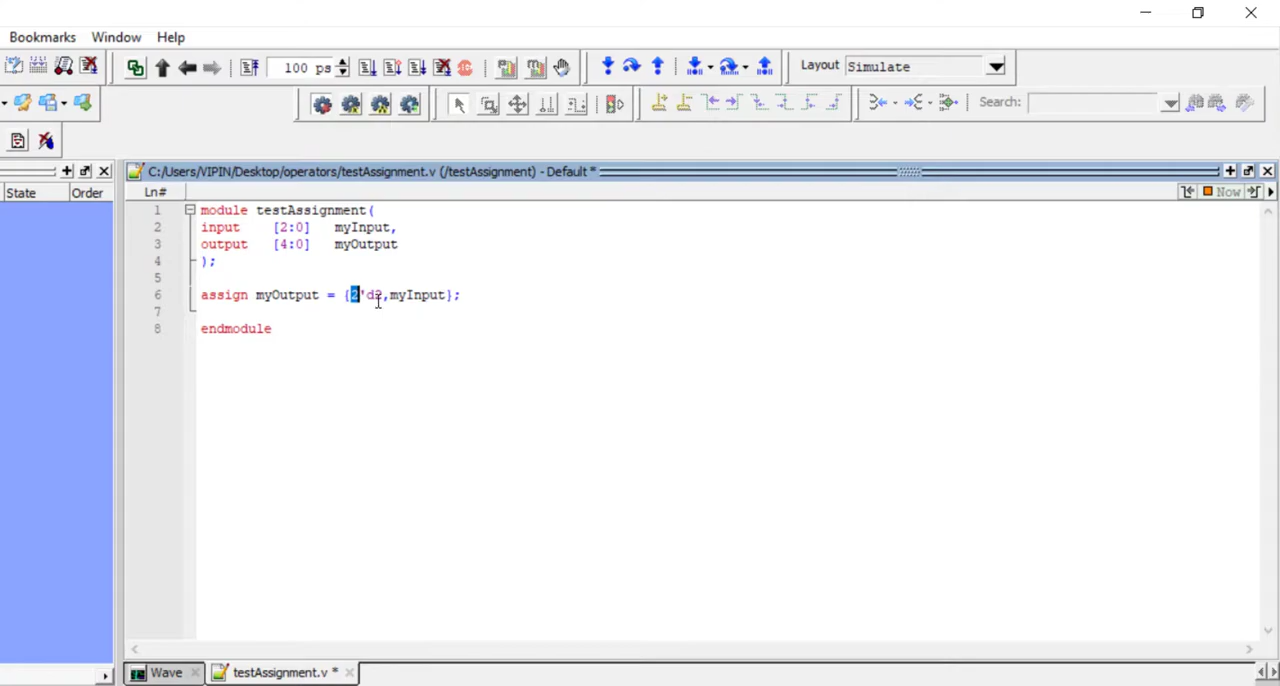 Bookmarks Window Help
100 ps Layout Simulate
Search:
C:/Users/VIPIN/Desktop/operators/testAssignment.v (/testAssignment) - Default *
State Order Ln# Now
1 module testAssignment(
2 input [2:0] myInput,
3 output [4:0] myOutput
4 );
5
6 assign myOutput = {2'd2,myInput};
7
8 endmodule
Wave testAssignment.v *